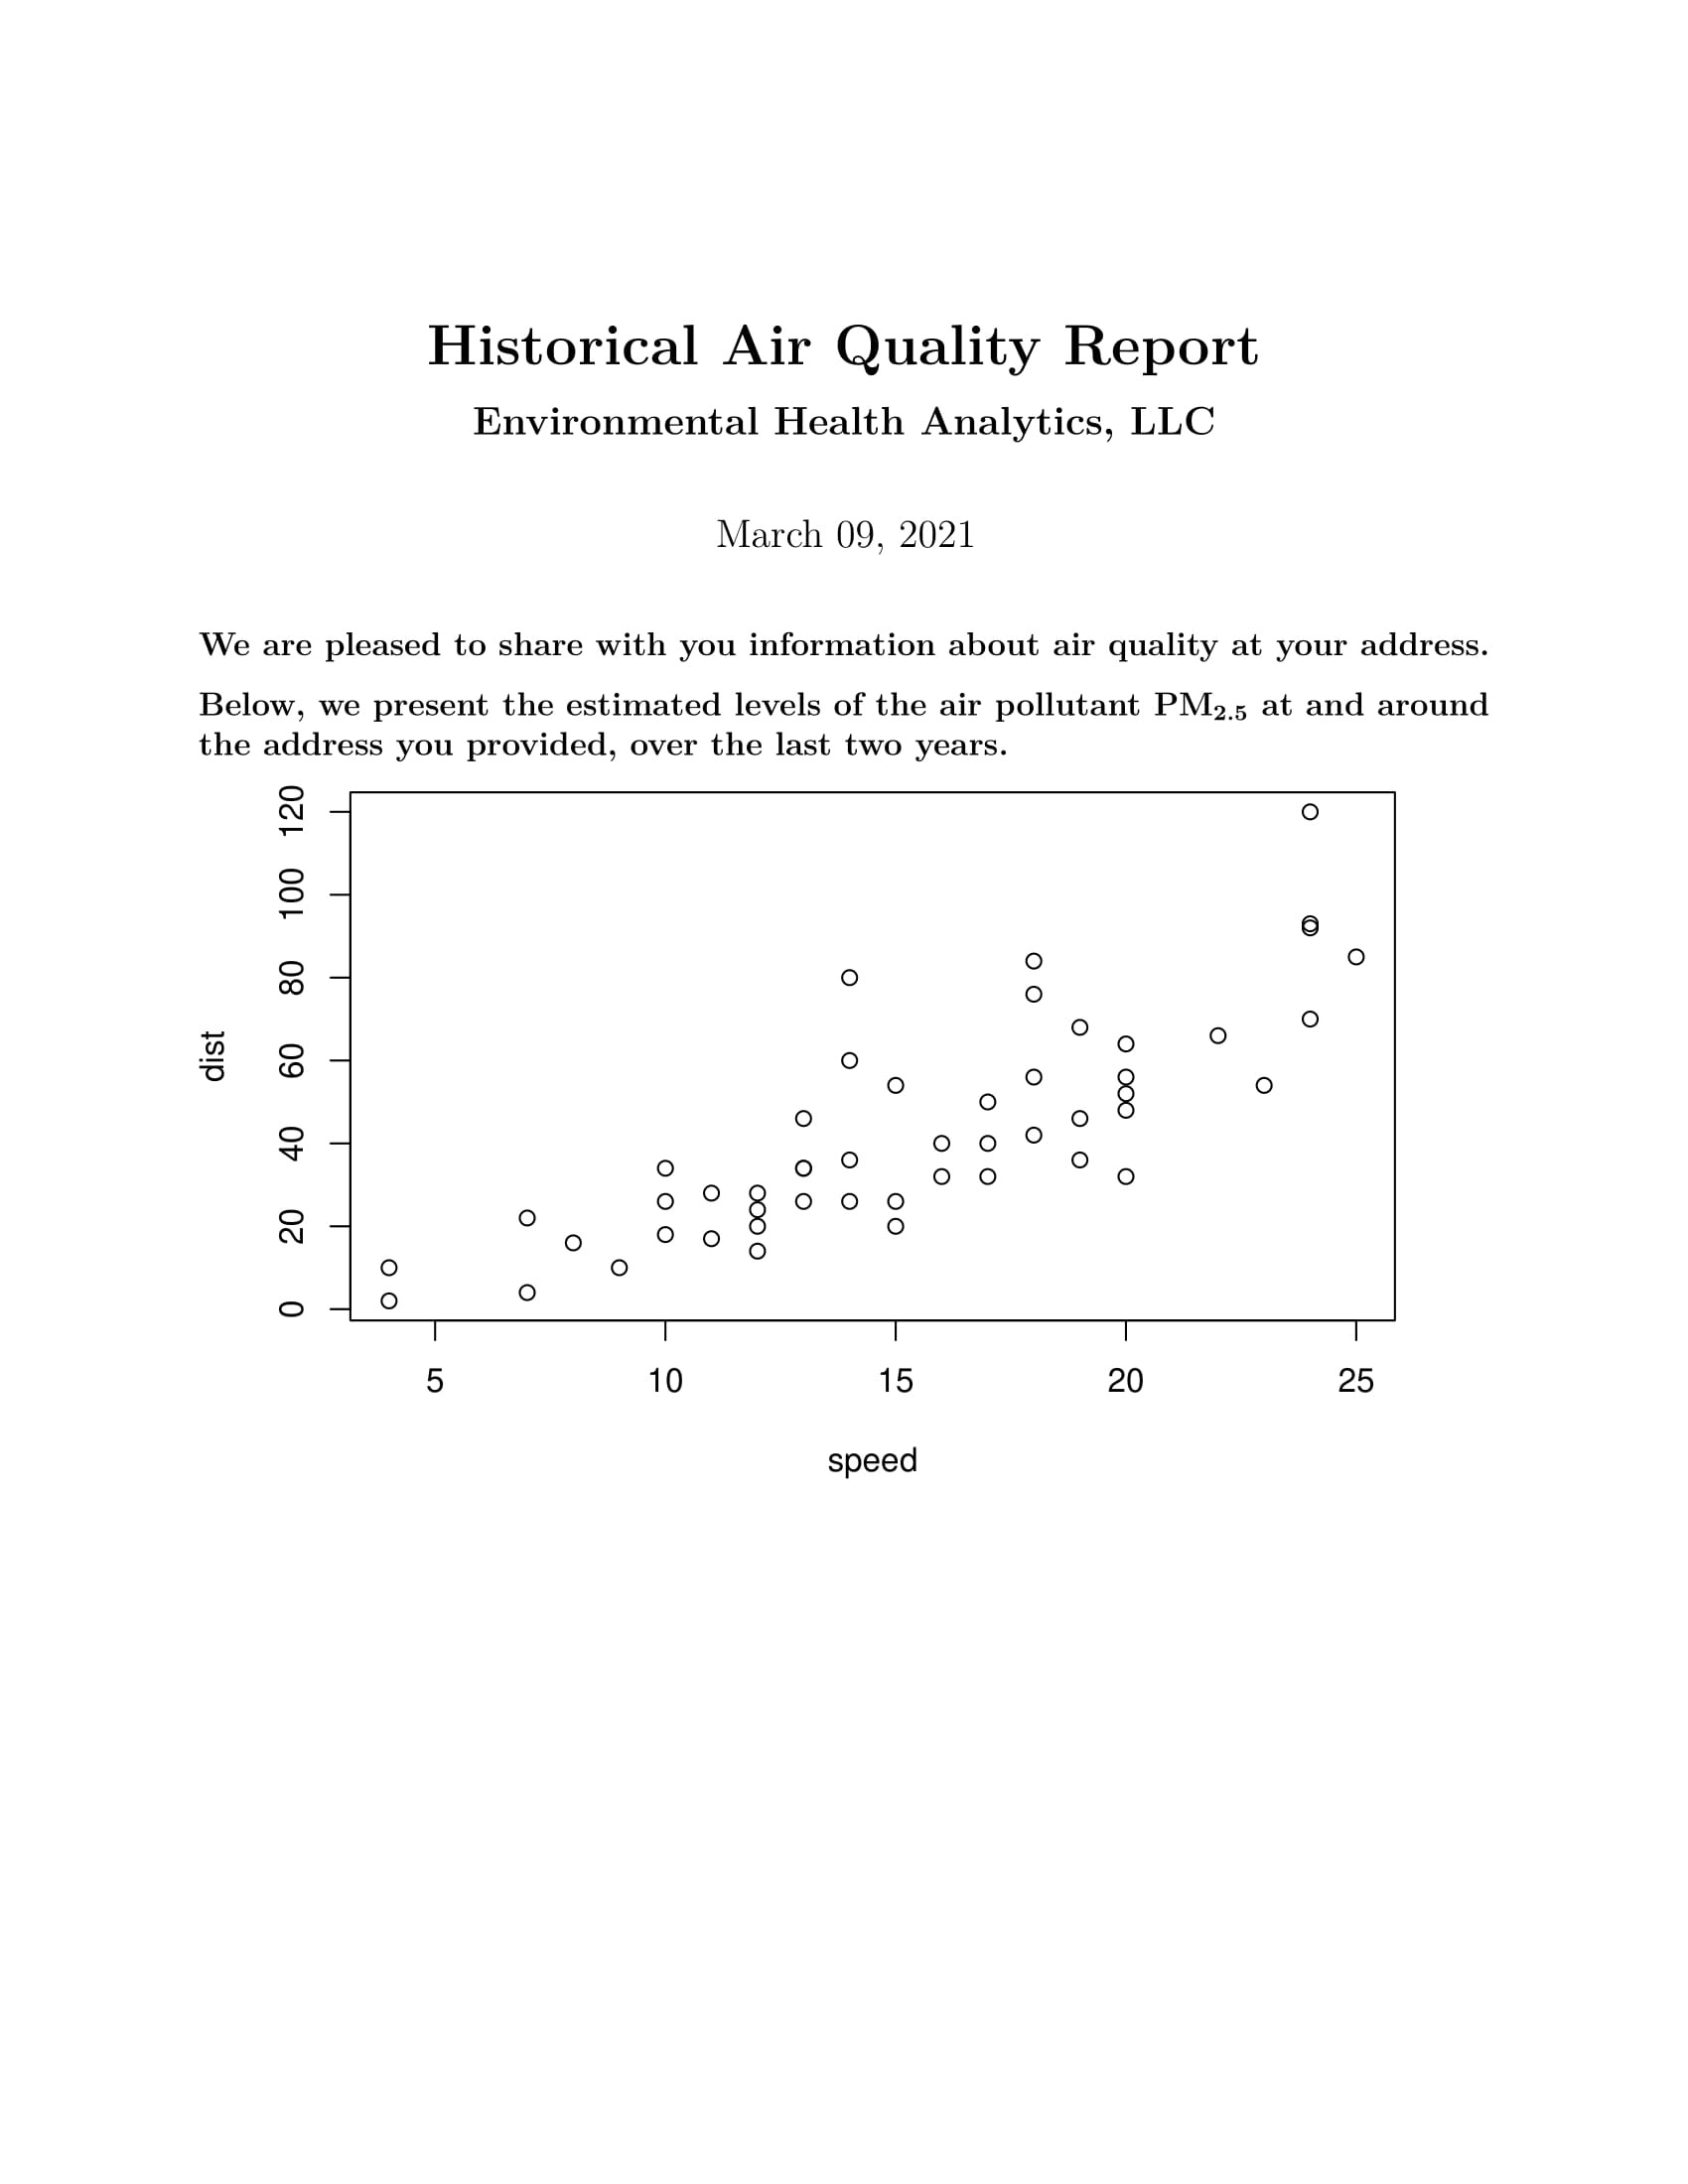 Historical Air Quality Report
Environmental Health Analytics, LLC
March 09, 2021
We are pleased to share with you information about air quality at your address.
Below, we present the estimated levels of the air pollutant PM2.5 at and around
the address you provided, over the last two years.
120
100
80
60
40
20
0
dist
5 10 15 20 25
speed